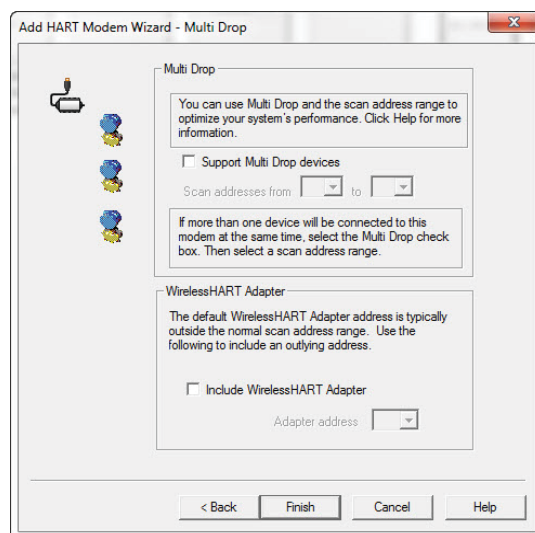 Add HART Modem Wizard - Multi Drop
Multi Drop
You can use Multi Drop and the scan address range to
optimize your system's performance. Click Help for more
information.
Support Multi Drop devices
Scan addresses from to
If more than one device will be connected to this
modem at the same time, select the Multi Drop check
box. Then select a scan address range.
WirelessHART Adapter
The default WirelessHART Adapter address is typically
outside the normal scan address range. Use the
following to include an outlying address.
Include WirelessHART Adapter
Adapter address
< Back Finish Cancel Help